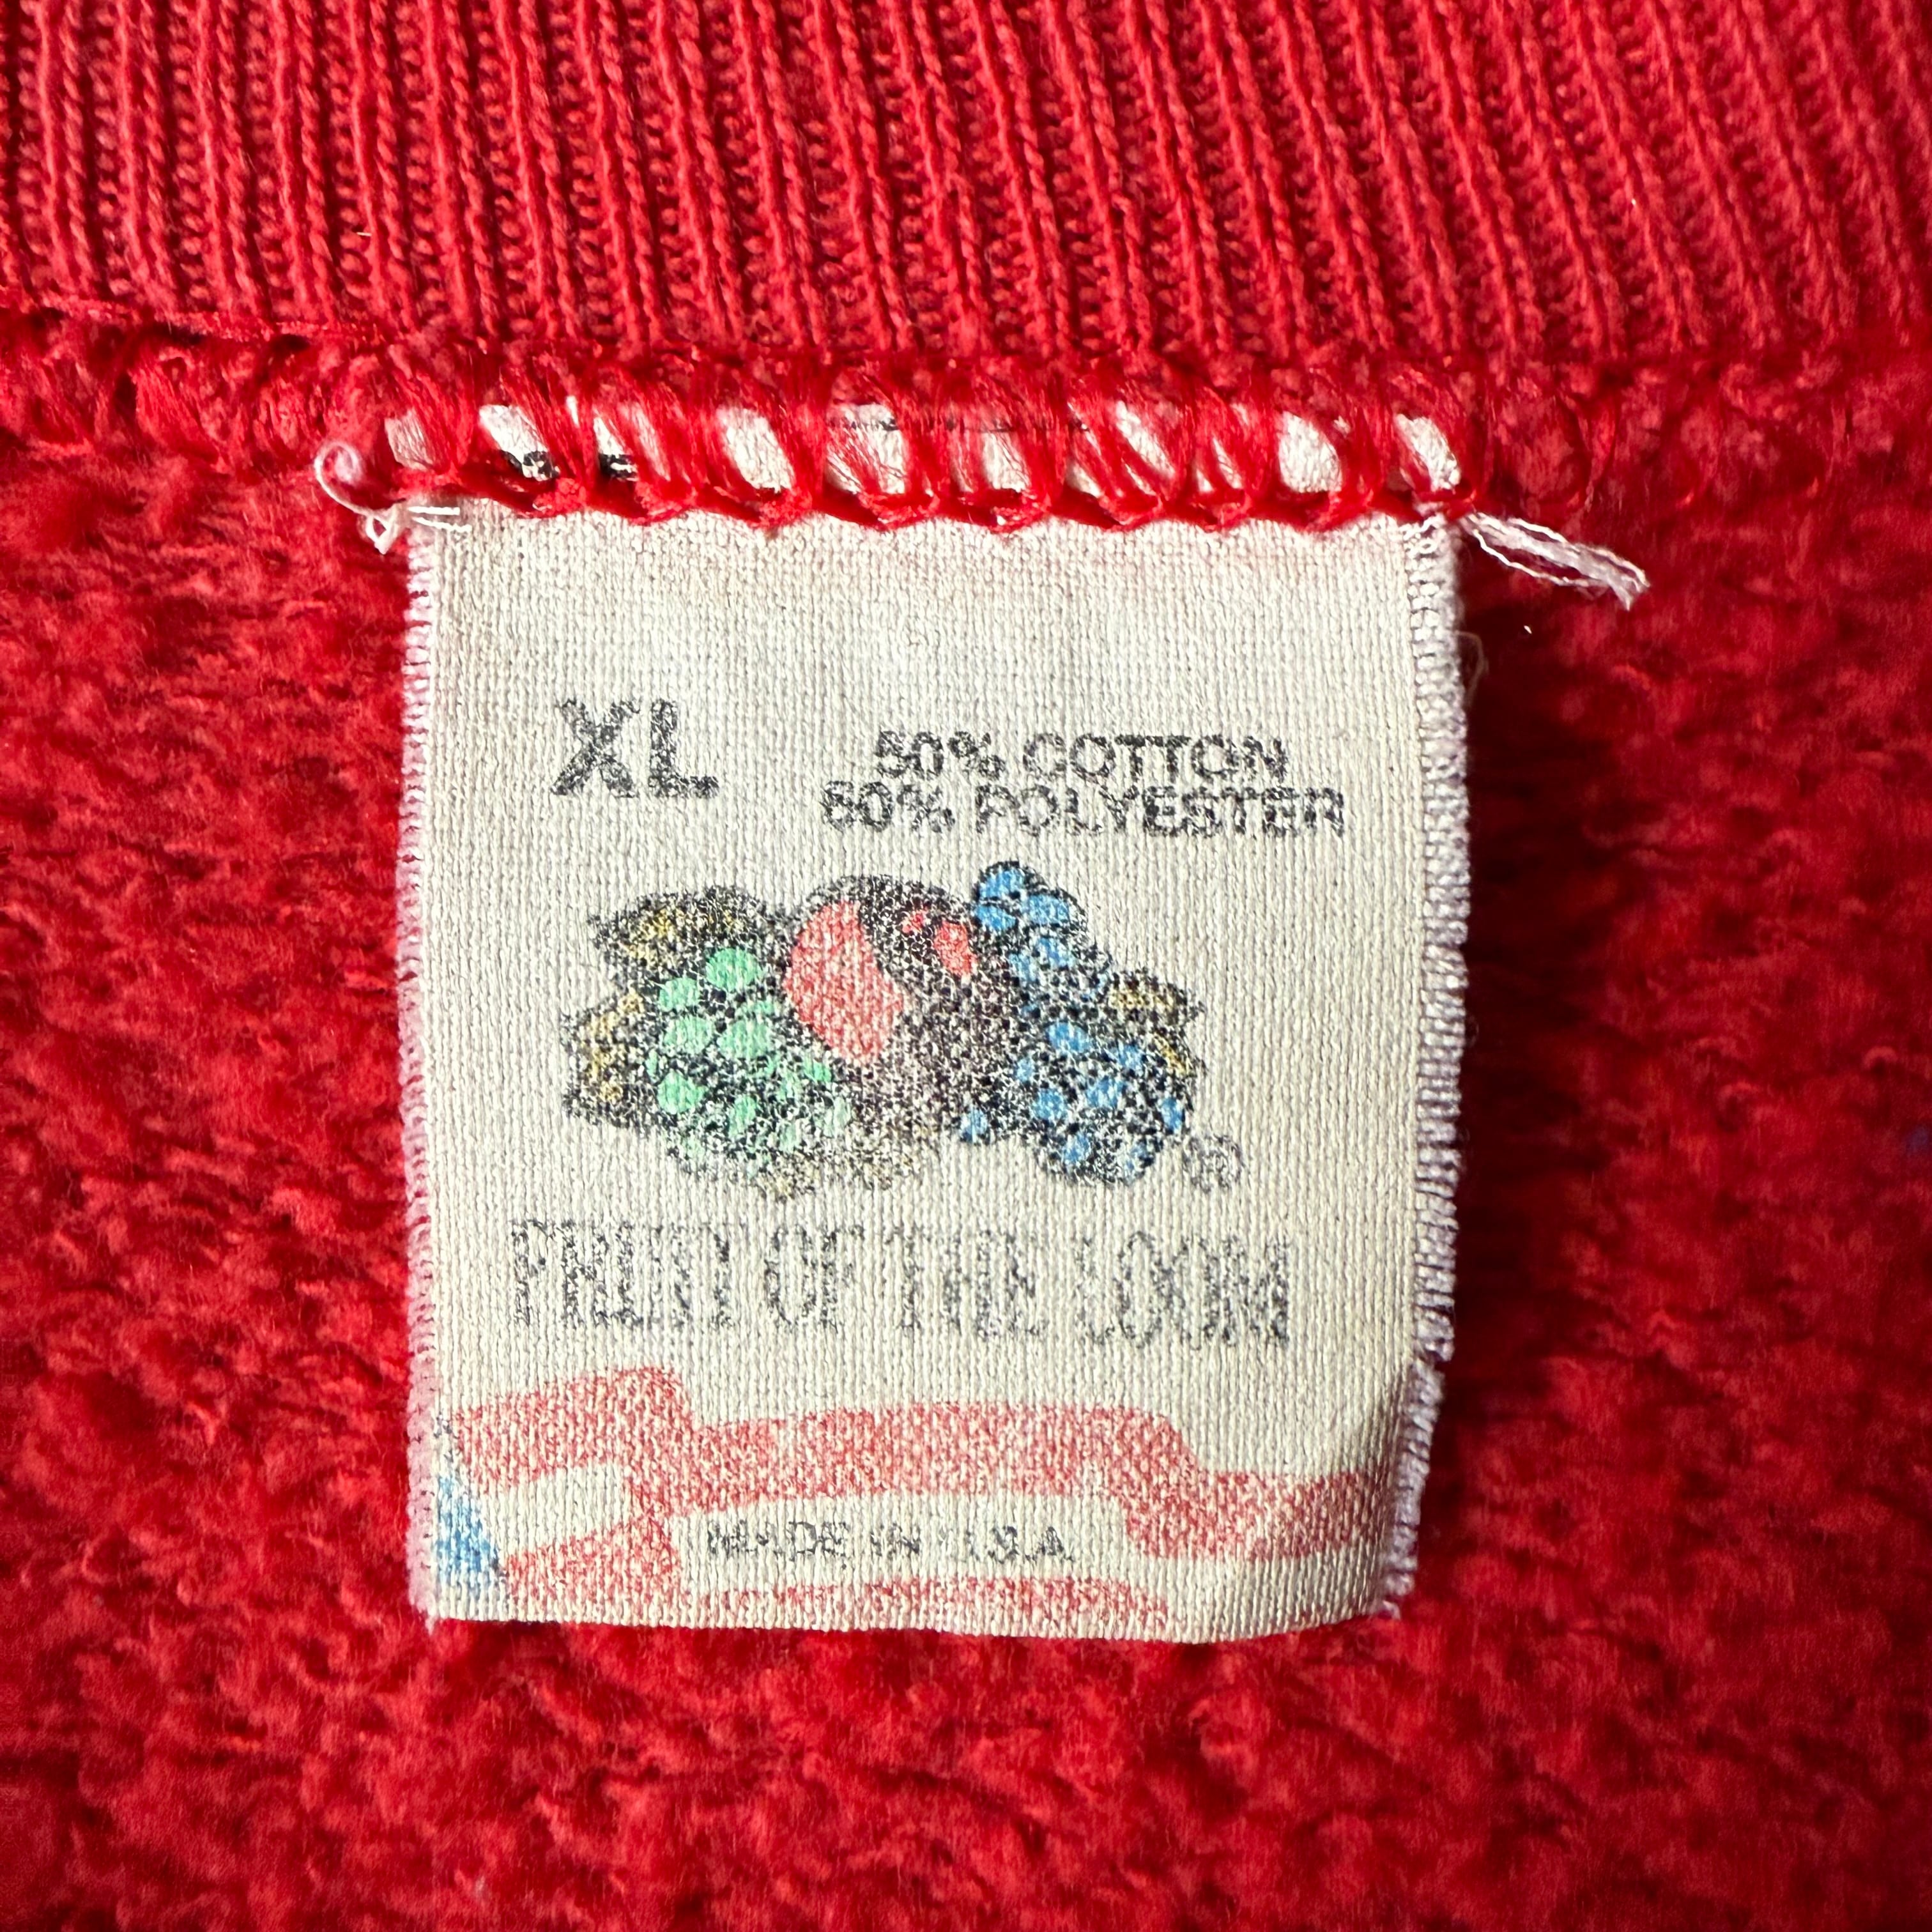 XL
50% COTTON
50% POLYESTER
®
FRUIT OF THE LOOM
MADE IN U.S.A.